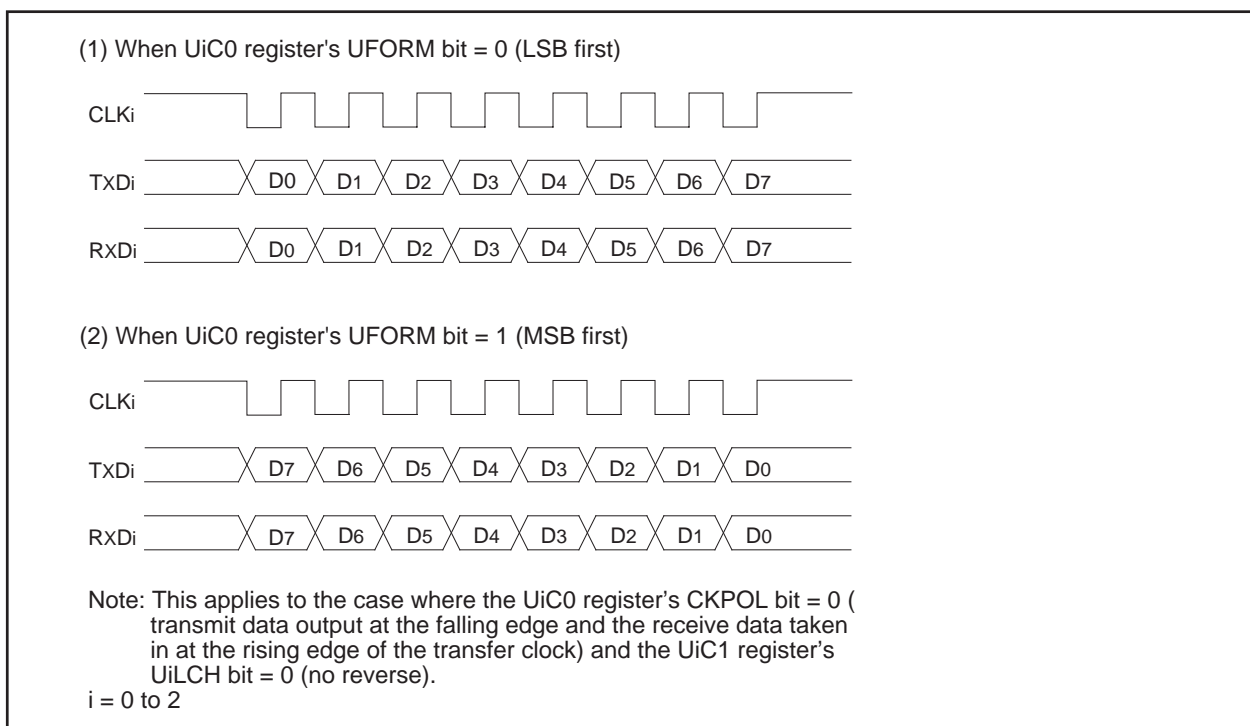 (1) When UiC0 register's UFORM bit = 0 (LSB first)
CLKi
TXDi D0 D1 D2 D3 D4 D5 D6 D7
RXDi D0 D1 D2 D3 D4 D5 D6 D7
(2) When UiC0 register's UFORM bit = 1 (MSB first)
CLKi
TXDi D7 D6 D5 D4 D3 D2 D1 D0
RXDi D7 D6 D5 D4 D3 D2 D1 D0
Note: This applies to the case where the UiC0 register's CKPOL bit = 0 (
transmit data output at the falling edge and the receive data taken
in at the rising edge of the transfer clock) and the UiC1 register's
UiLCH bit = 0 (no reverse).
i = 0 to 2